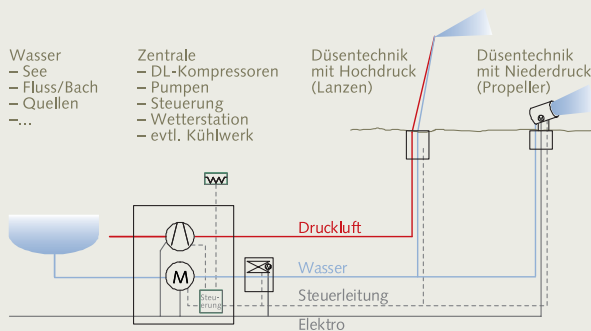 Wasser
– See
– Fluss/Bach
– Quellen
–...
Zentrale
– DL-Kompressoren
– Pumpen
– Steuerung
– Wetterstation
– evtl. Kühlwerk
Düsentechnik
mit Hochdruck
(Lanzen)
Düsentechnik
mit Niederdruck
(Propeller)
Druckluft
M
Wasser
Steu-
erung
Steuerleitung
Elektro